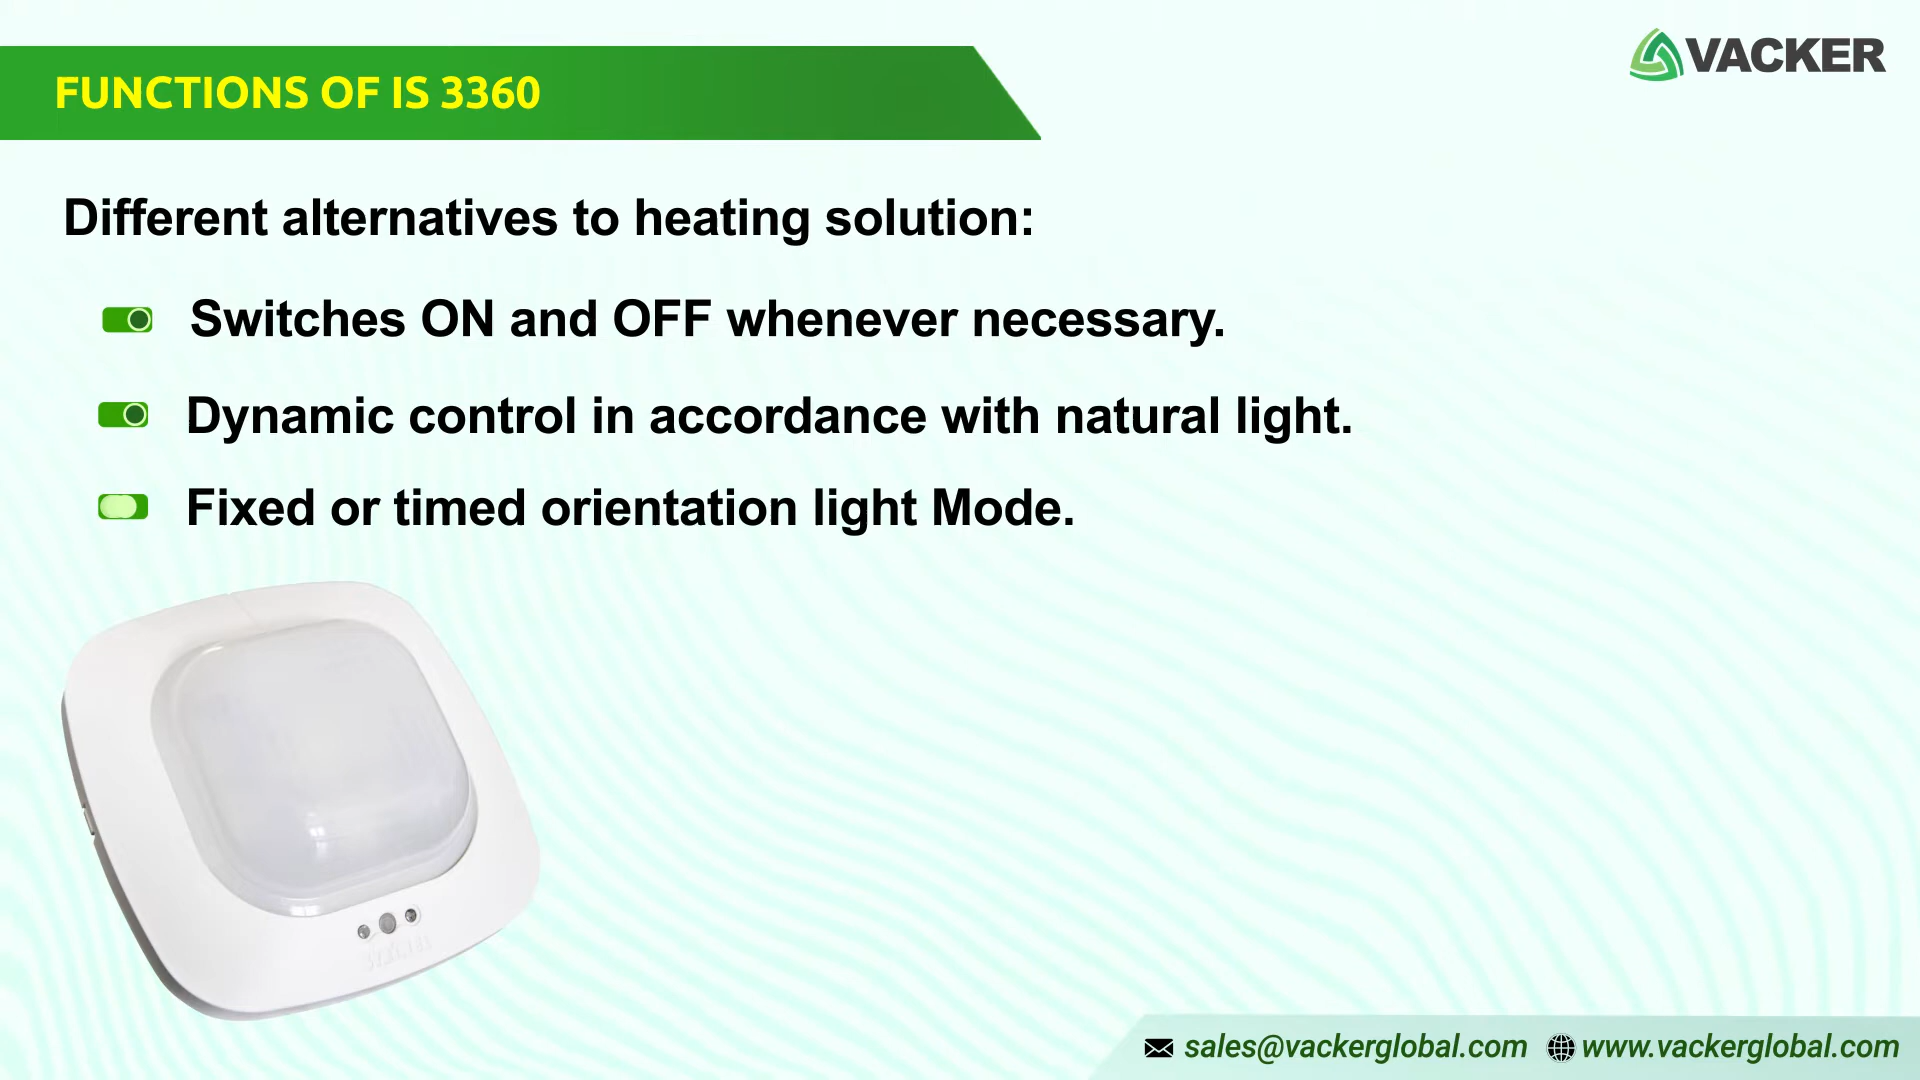 VACKER
FUNCTIONS OF IS 3360
Different alternatives to heating solution:
Switches ON and OFF whenever necessary.
Dynamic control in accordance with natural light.
Fixed or timed orientation light Mode.
sales@vackerglobal.com www.vackerglobal.com